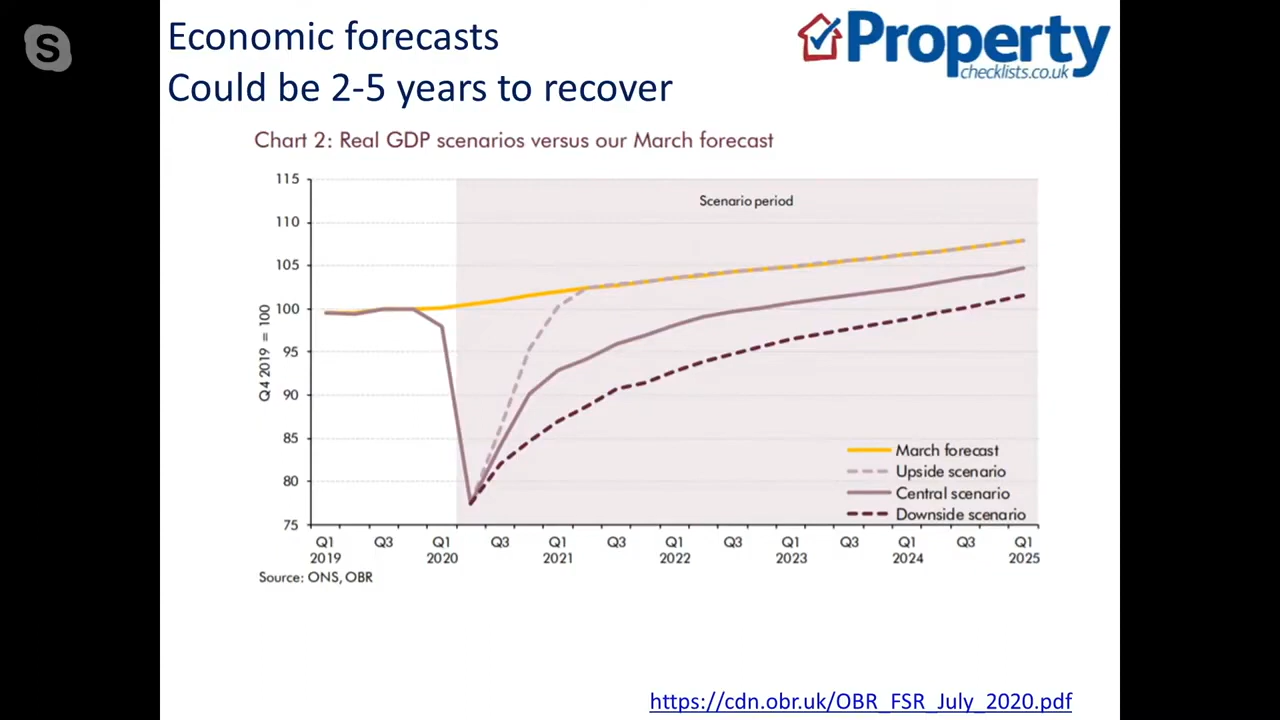 S
Economic forecasts
Could be 2-5 years to recover
Property
checklists.co.uk
Chart 2: Real GDP scenarios versus our March forecast
Scenario period
115
110
105
100
95
90
85
80
75
Q4 2019 = 100
March forecast
Upside scenario
Central scenario
Downside scenario
Q1 Q3 Q1 Q3 Q1 Q3 Q1 Q3 Q1 Q3 Q1 Q3 Q1
2019 2020 2021 2022 2023 2024 2025
Source: ONS, OBR
https://cdn.obr.uk/OBR_FSR_July_2020.pdf